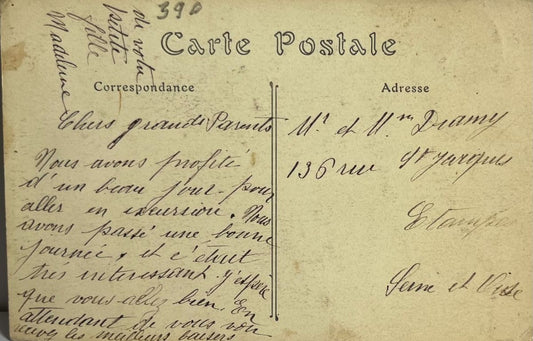 390
Carte Postale
Correspondance
Adresse
Chers grands Parents
Nous avons profité
d'un beau jour pour
aller en excursion. Nous
avons passé une bonne
journée, et c'était
très intéressant j'espère
que vous allez bien. En
attendant de vous voir
recevez les meilleurs baisers
de votre
petite
fille
Madeleine
Mr et Mme Dramy
136 rue St Jacques
Etampes
Seine et Oise